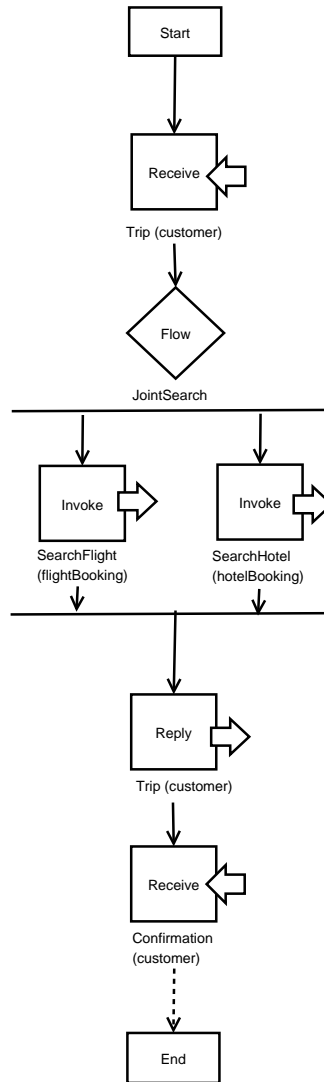 Start
Receive
Trip (customer)
Flow
JointSearch
Invoke
Invoke
SearchFlight
(flightBooking)
SearchHotel
(hotelBooking)
Reply
Trip (customer)
Receive
Confirmation
(customer)
End